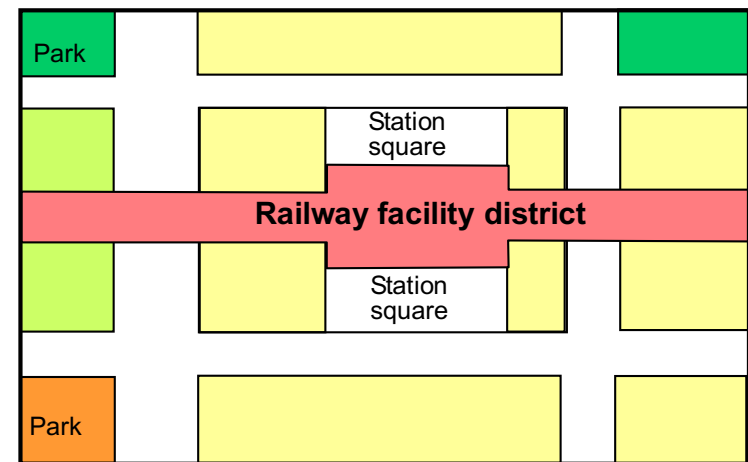 Park
Station
square
Railway facility district
Station
square
Park